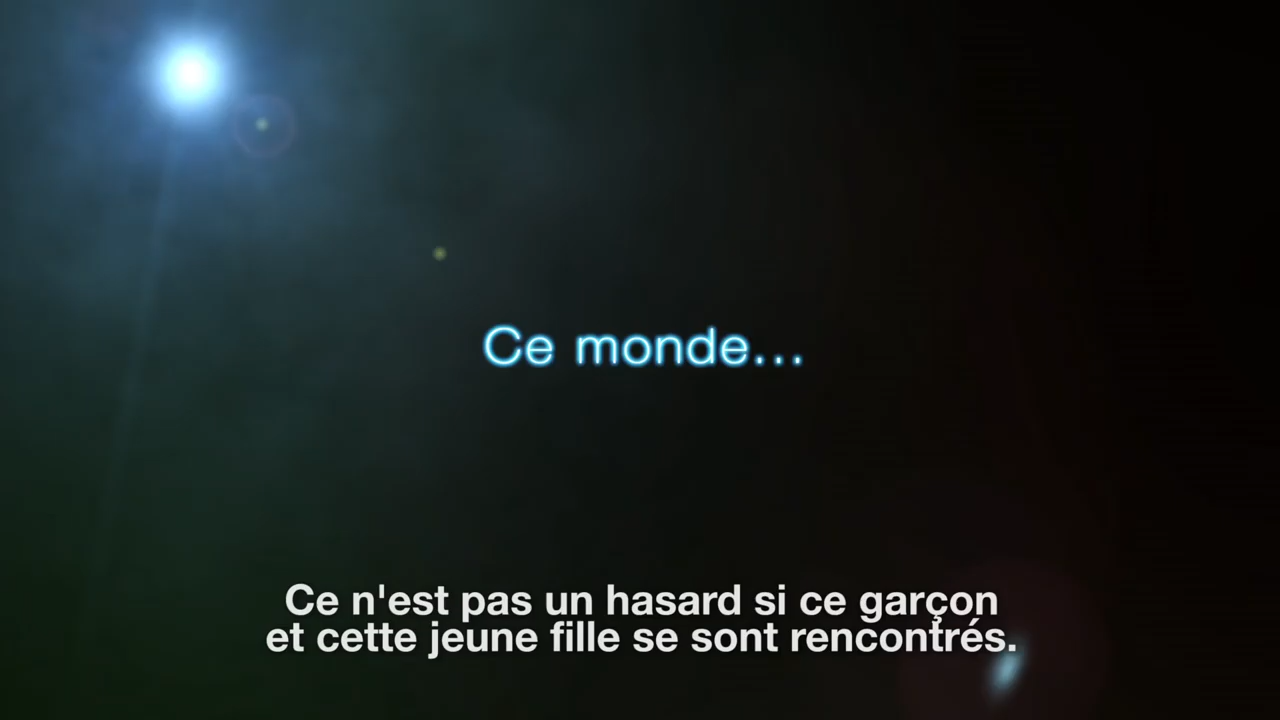 Ce monde...
Ce n'est pas un hasard si ce garçon
et cette jeune fille se sont rencontrés.